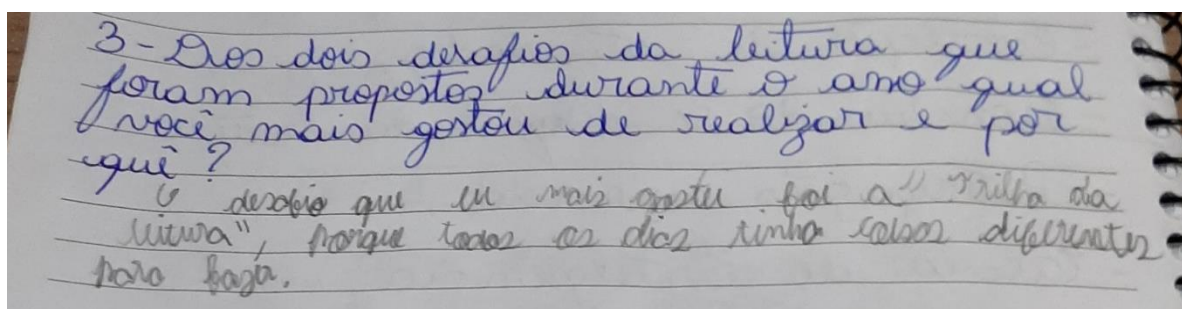 3- Dos dois desafios da leitura que
foram propostos durante o ano qual
você mais gostou de realizar e por
quê?
O desafio que eu mais gostu foi a "Trilha da
leitura", porque todos os dias tinha coisas diferentes
para fazer.